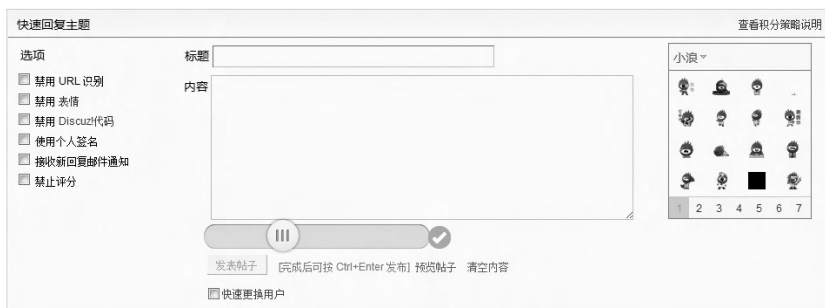 快速回复主题
查看积分策略说明
选项
禁用 URL 识别
禁用 表情
禁用 Discuz!代码
使用个人签名
接收新回复邮件通知
禁止评分
标题
内容
小浪
1 2 3 4 5 6 7
发表帖子 [完成后可按 Ctrl+Enter 发布] 预览帖子 清空内容
快速更换用户